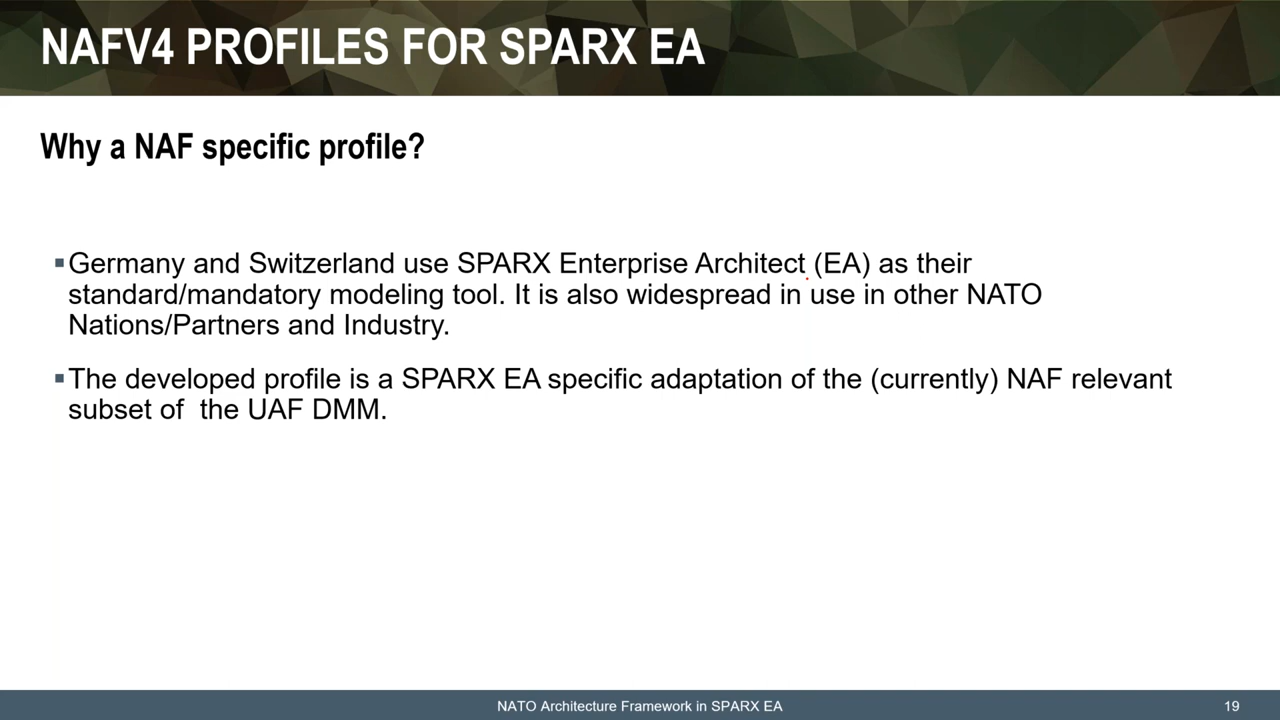 NAFV4 PROFILES FOR SPARX EA
Why a NAF specific profile?
▪Germany and Switzerland use SPARX Enterprise Architect (EA) as their
standard/mandatory modeling tool. It is also widespread in use in other NATO
Nations/Partners and Industry.
▪The developed profile is a SPARX EA specific adaptation of the (currently) NAF relevant
subset of  the UAF DMM.
NATO Architecture Framework in SPARX EA
19